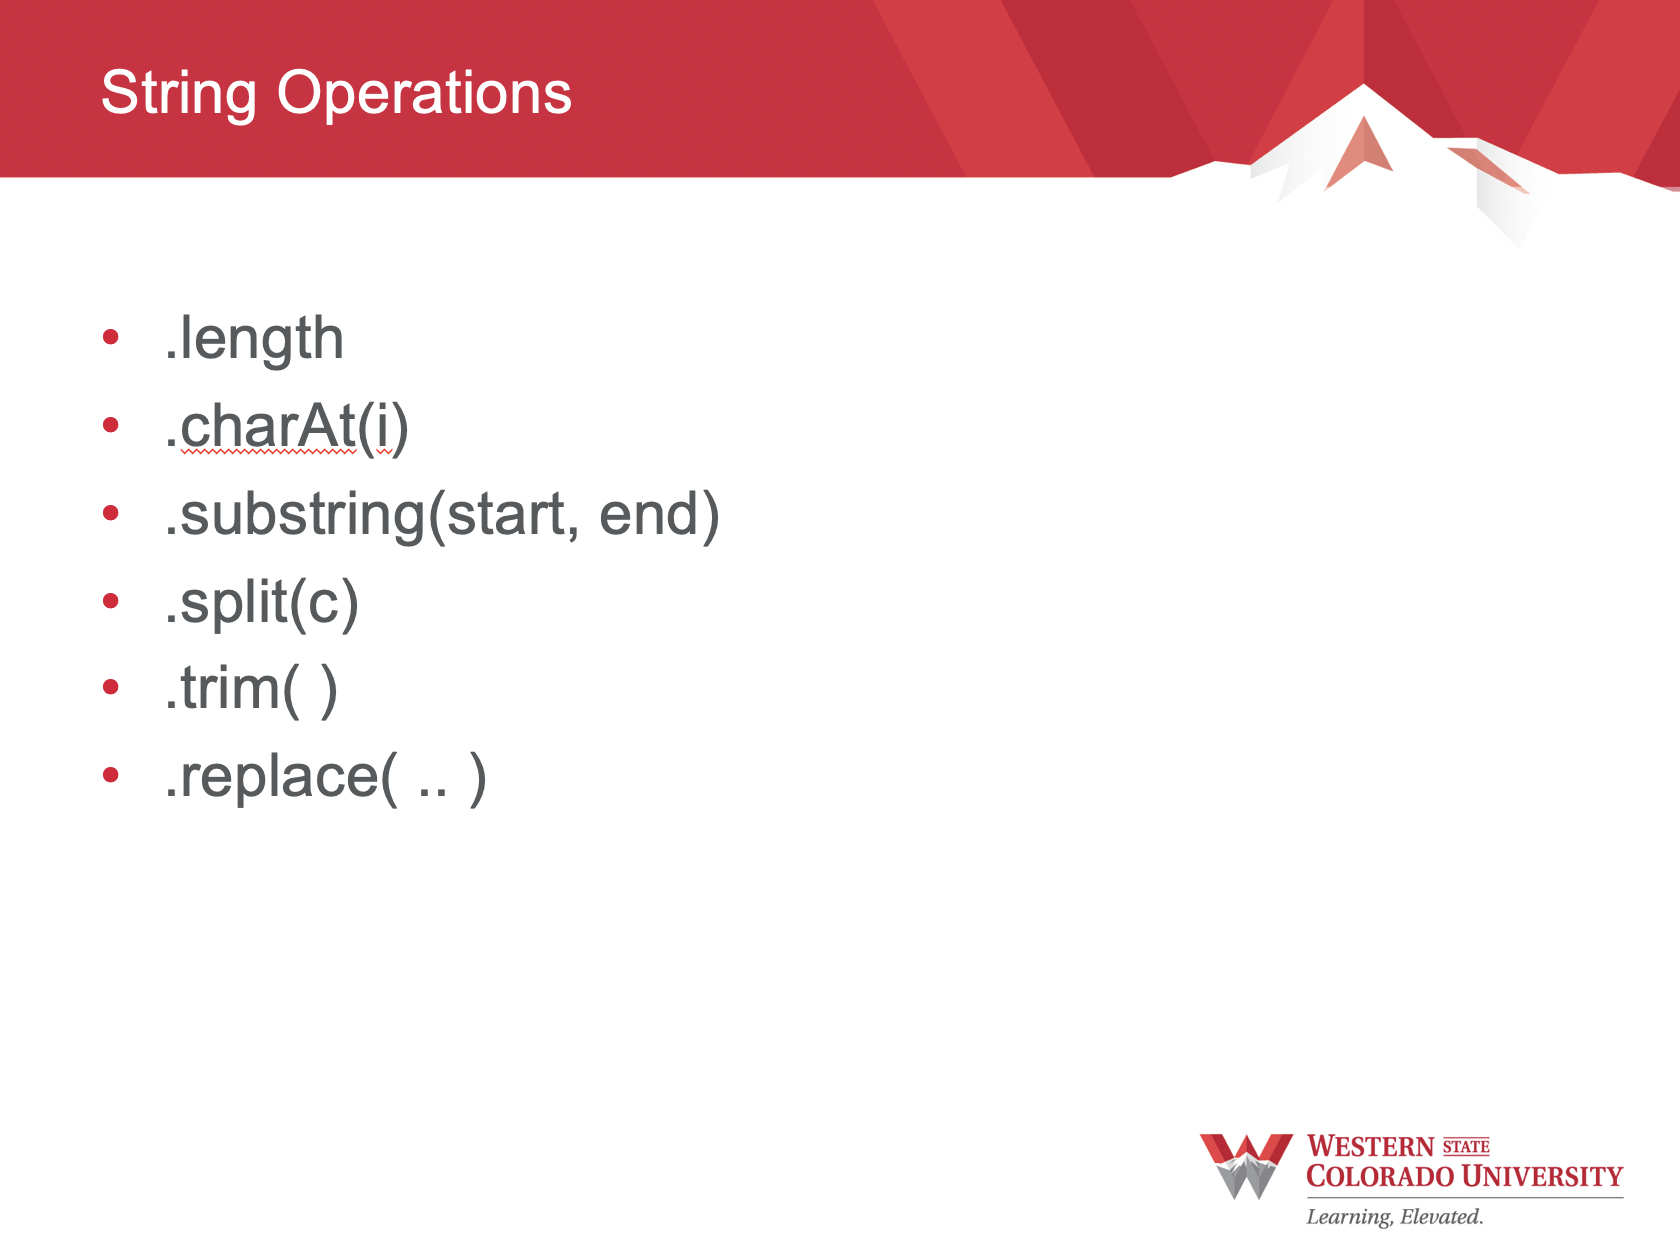 String Operations
• .length
• .charAt(i)
• .substring(start, end)
• .split(c)
• .trim( )
• .replace( .. )
WESTERN STATE
COLORADO UNIVERSITY
Learning, Elevated.